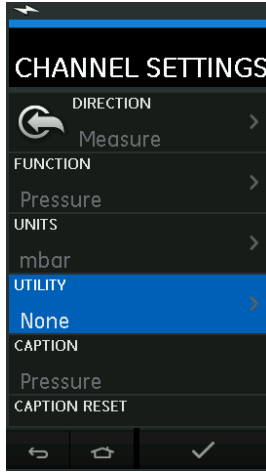 CHANNEL SETTINGS
DIRECTION
Measure
FUNCTION
Pressure
UNITS
mbar
UTILITY
None
CAPTION
Pressure
CAPTION RESET